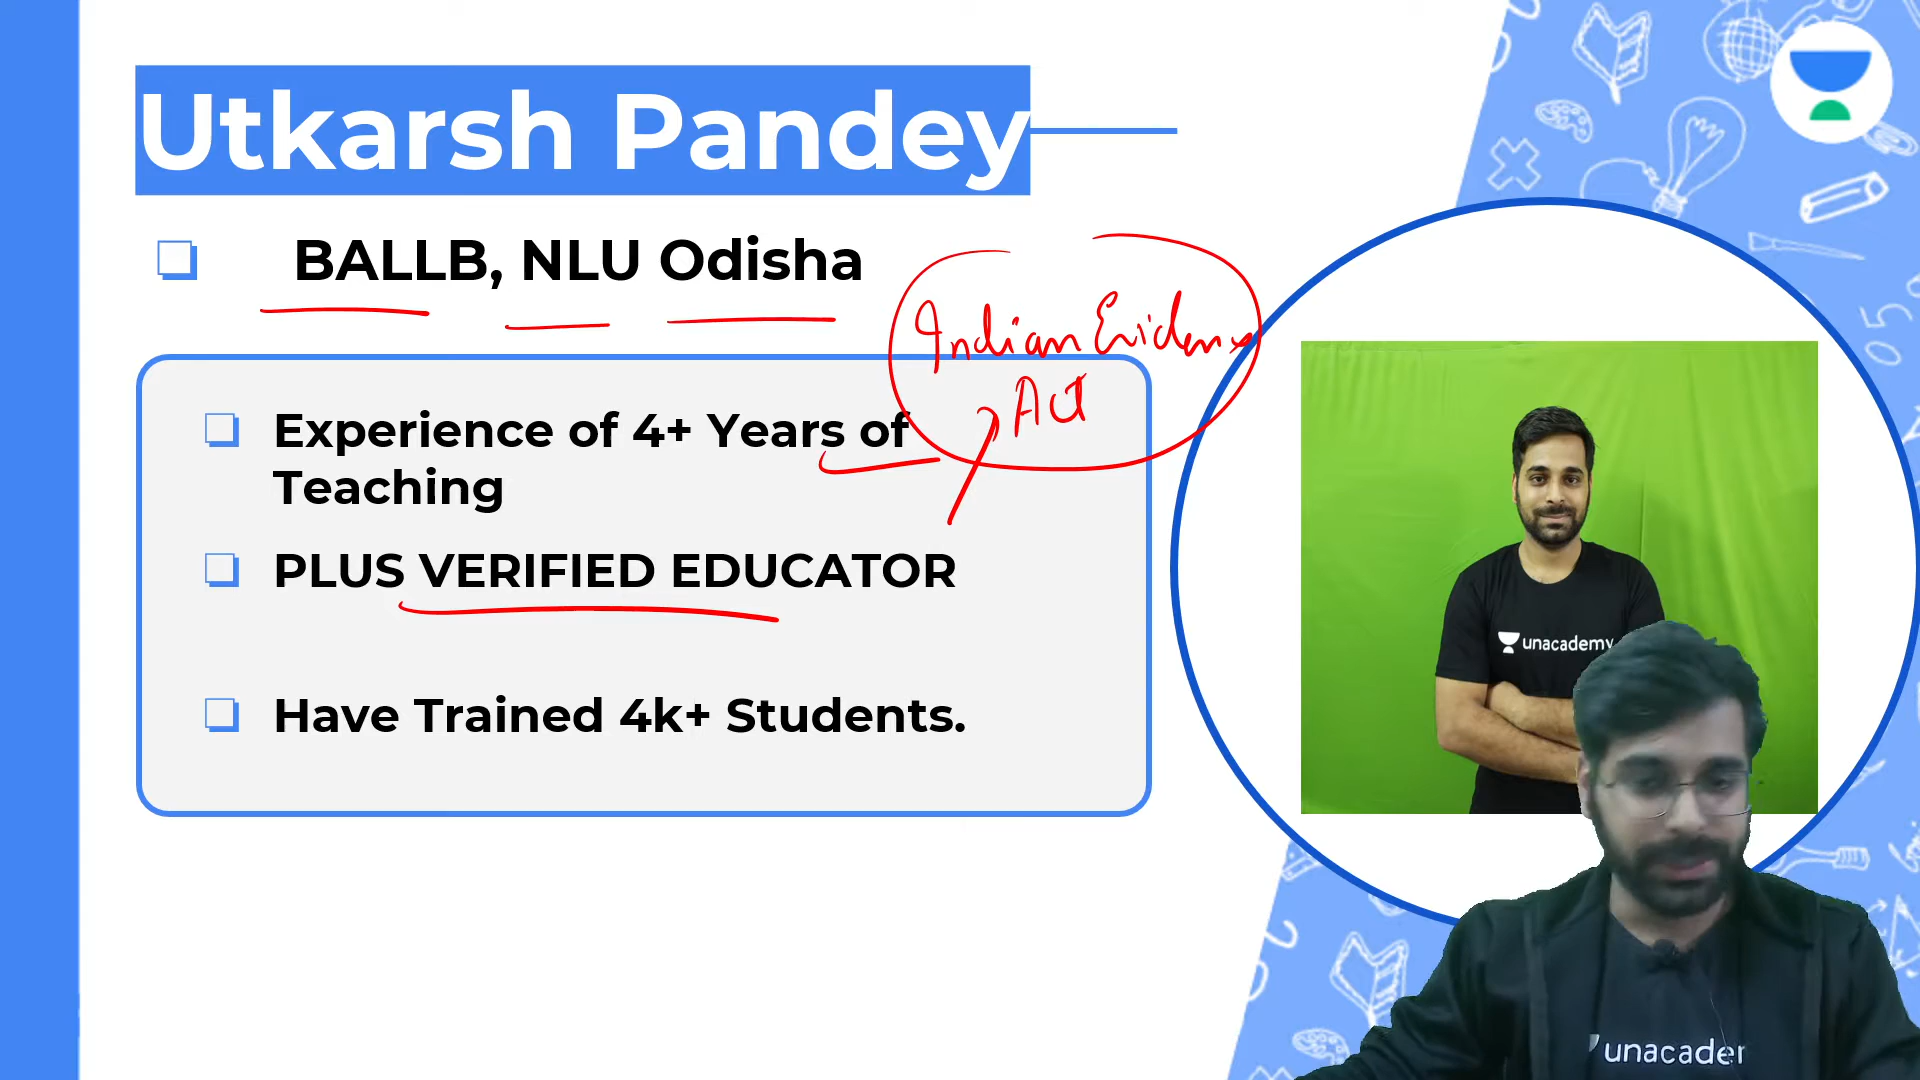 Utkarsh Pandey
BALLB, NLU Odisha
Indian Evidence
Act
Experience of 4+ Years of
Teaching
PLUS VERIFIED EDUCATOR
Have Trained 4k+ Students.
unacademy
unacadem